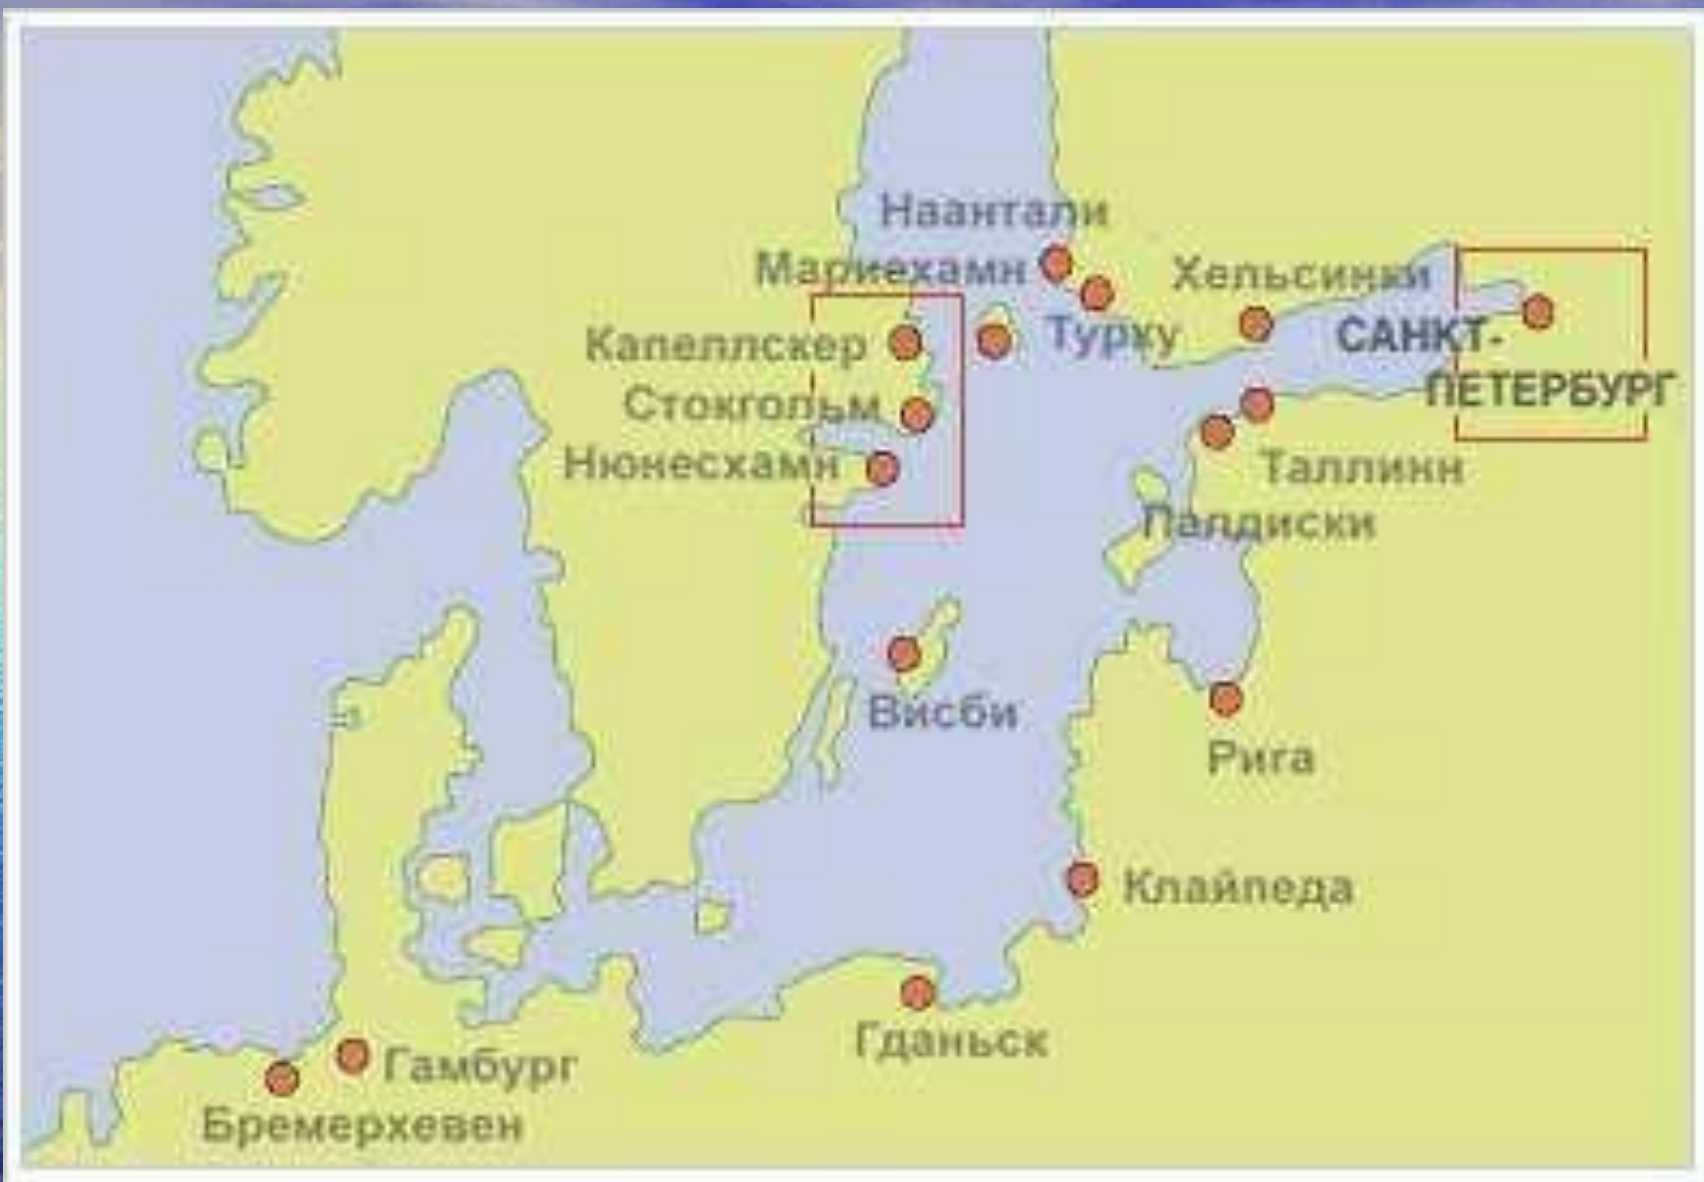 Наантали
Мариехамн
Хельсинки
Капеллскер
Турку
САНКТ-
ПЕТЕРБУРГ
Стокгольм
Нюнесхамн
Таллинн
Палдиски
Висби
Рига
Клайпеда
Гданьск
Гамбург
Бремерхевен